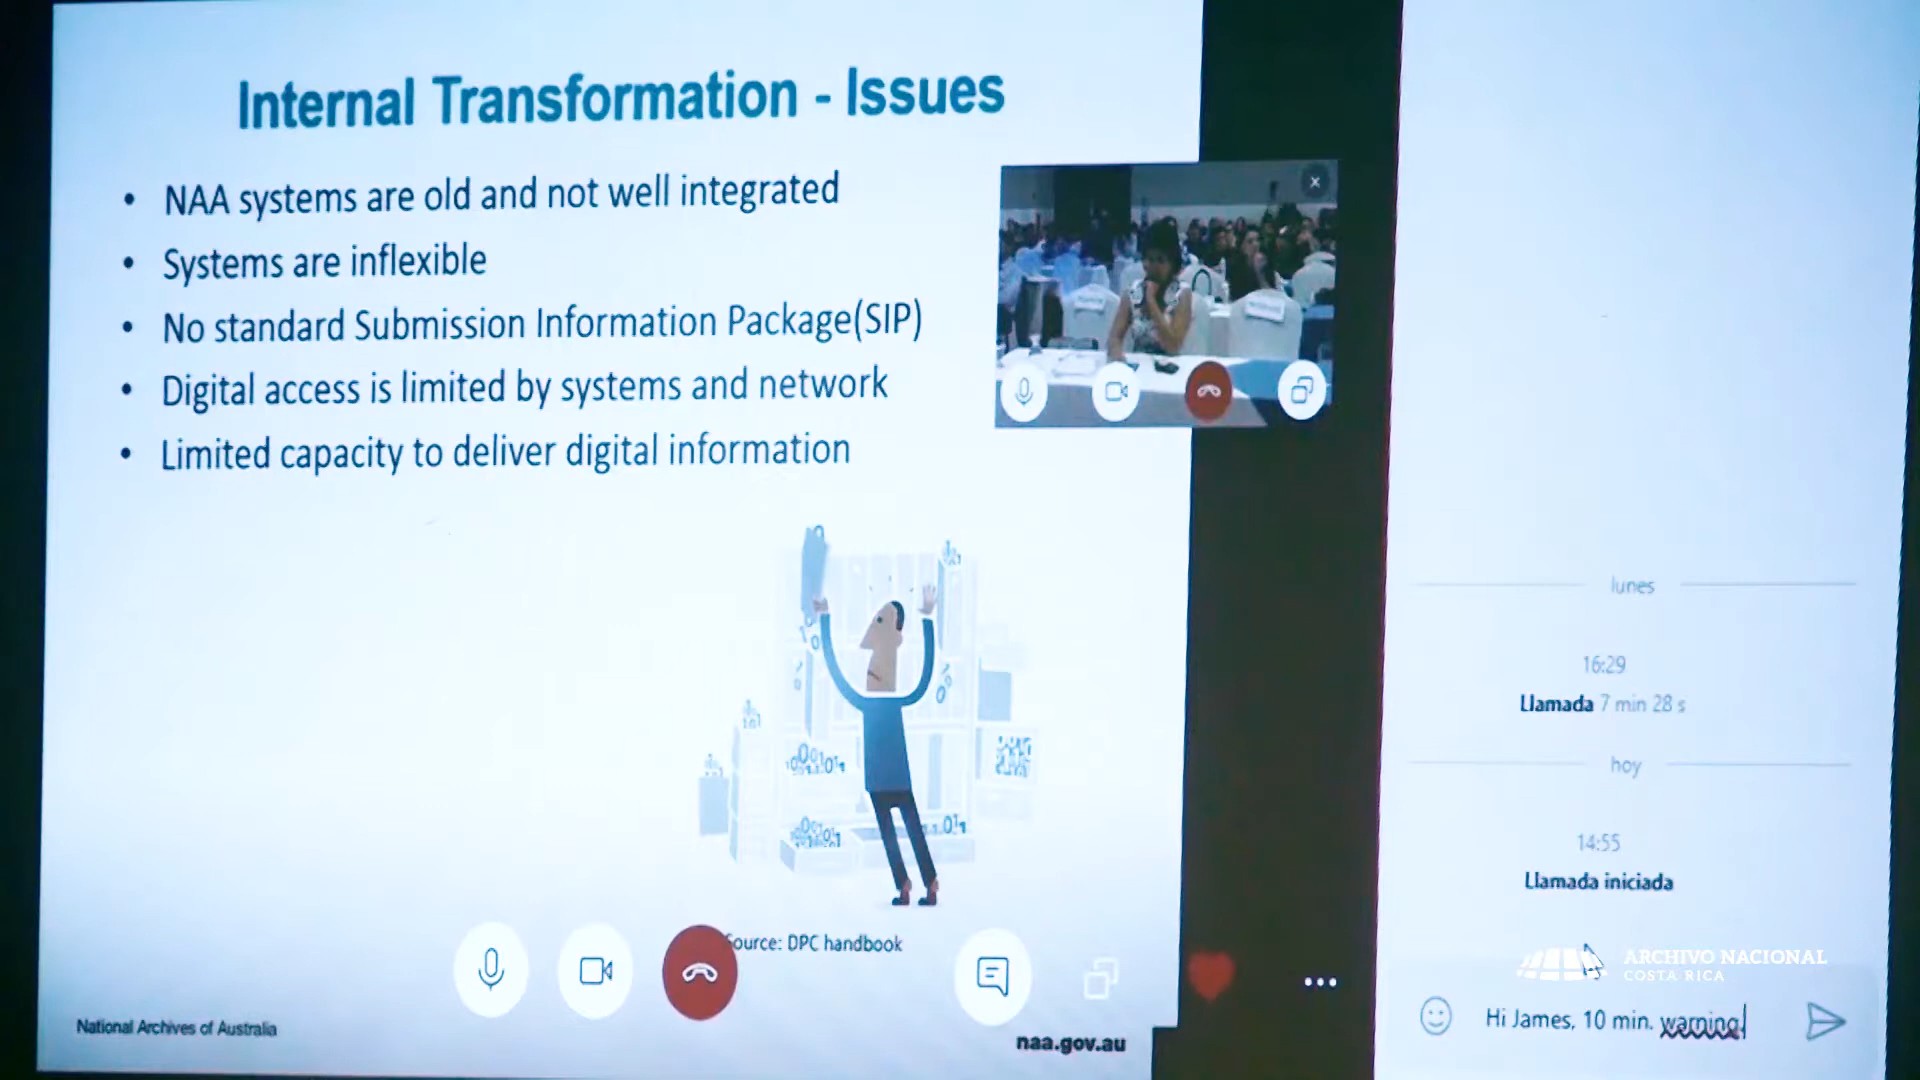 Internal Transformation - Issues
• NAA systems are old and not well integrated
• Systems are inflexible
• No standard Submission Information Package(SIP)
• Digital access is limited by systems and network
• Limited capacity to deliver digital information
Source: DPC handbook
National Archives of Australia
naa.gov.au
lunes
16:29
Llamada 7 min 28 s
hoy
14:55
Llamada iniciada
ARCHIVO NACIONAL
COSTA RICA
Hi James, 10 min. warning.